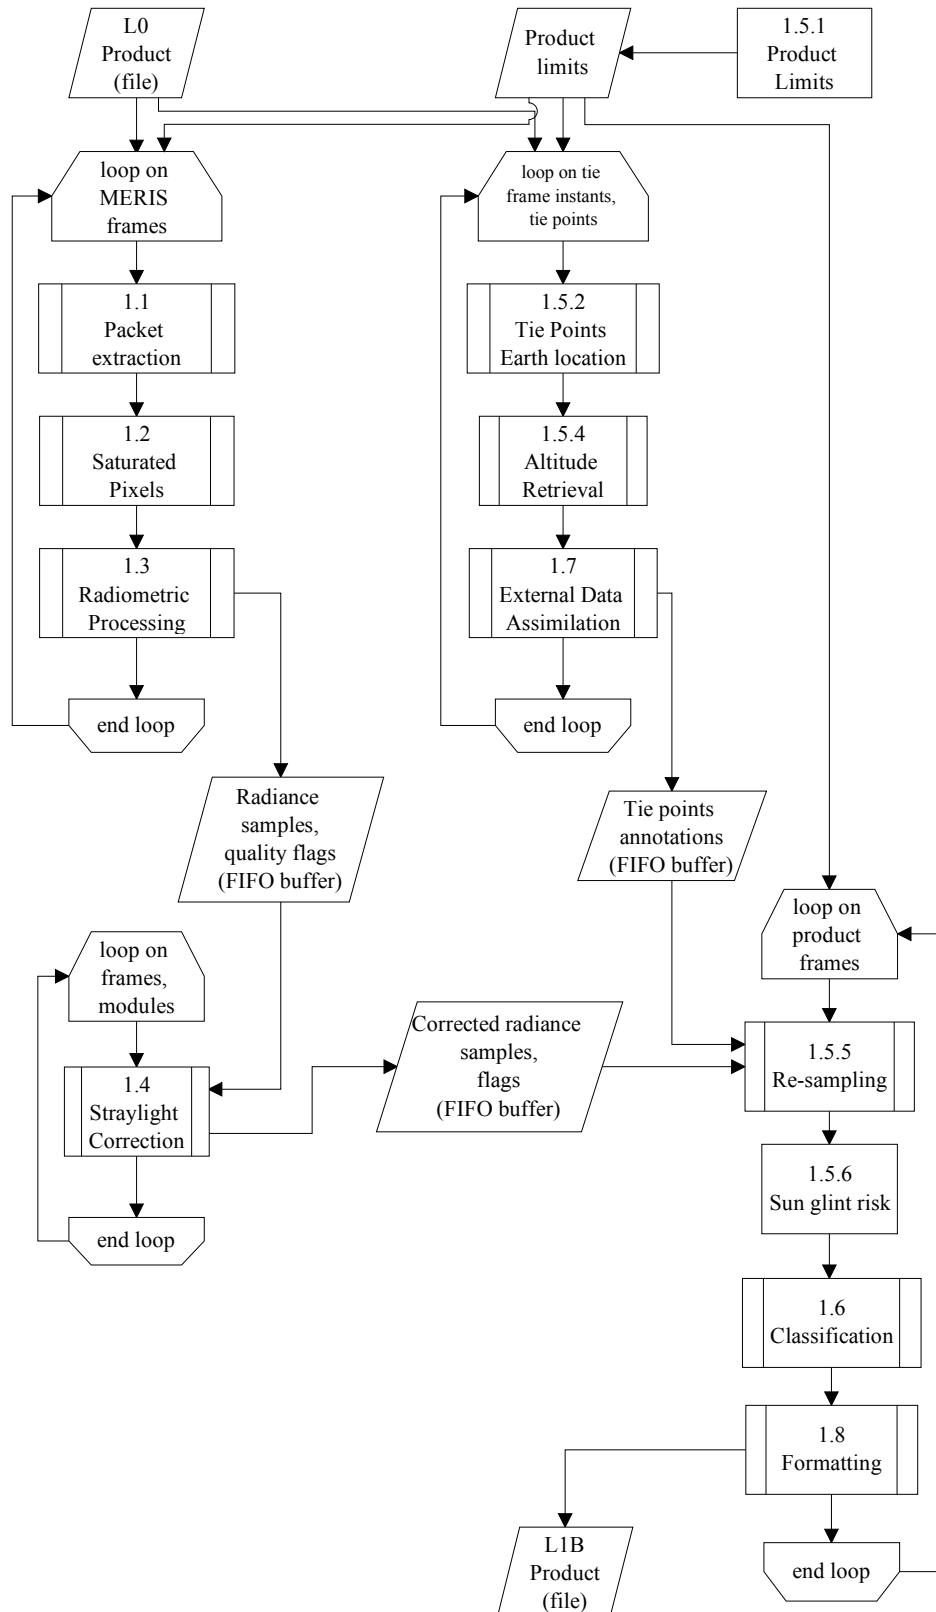 L0
Product
(file)
Product
limits
1.5.1
Product
Limits
loop on
MERIS
frames
loop on tie
frame instants,
tie points
1.1
Packet
extraction
1.5.2
Tie Points
Earth location
1.2
Saturated
Pixels
1.5.4
Altitude
Retrieval
1.3
Radiometric
Processing
1.7
External Data
Assimilation
end loop
end loop
Radiance
samples,
quality flags
(FIFO buffer)
Tie points
annotations
(FIFO buffer)
loop on
product
frames
loop on
frames,
modules
Corrected radiance
samples,
flags
(FIFO buffer)
1.5.5
Re-sampling
1.4
Straylight
Correction
1.5.6
Sun glint risk
end loop
1.6
Classification
1.8
Formatting
L1B
Product
(file)
end loop